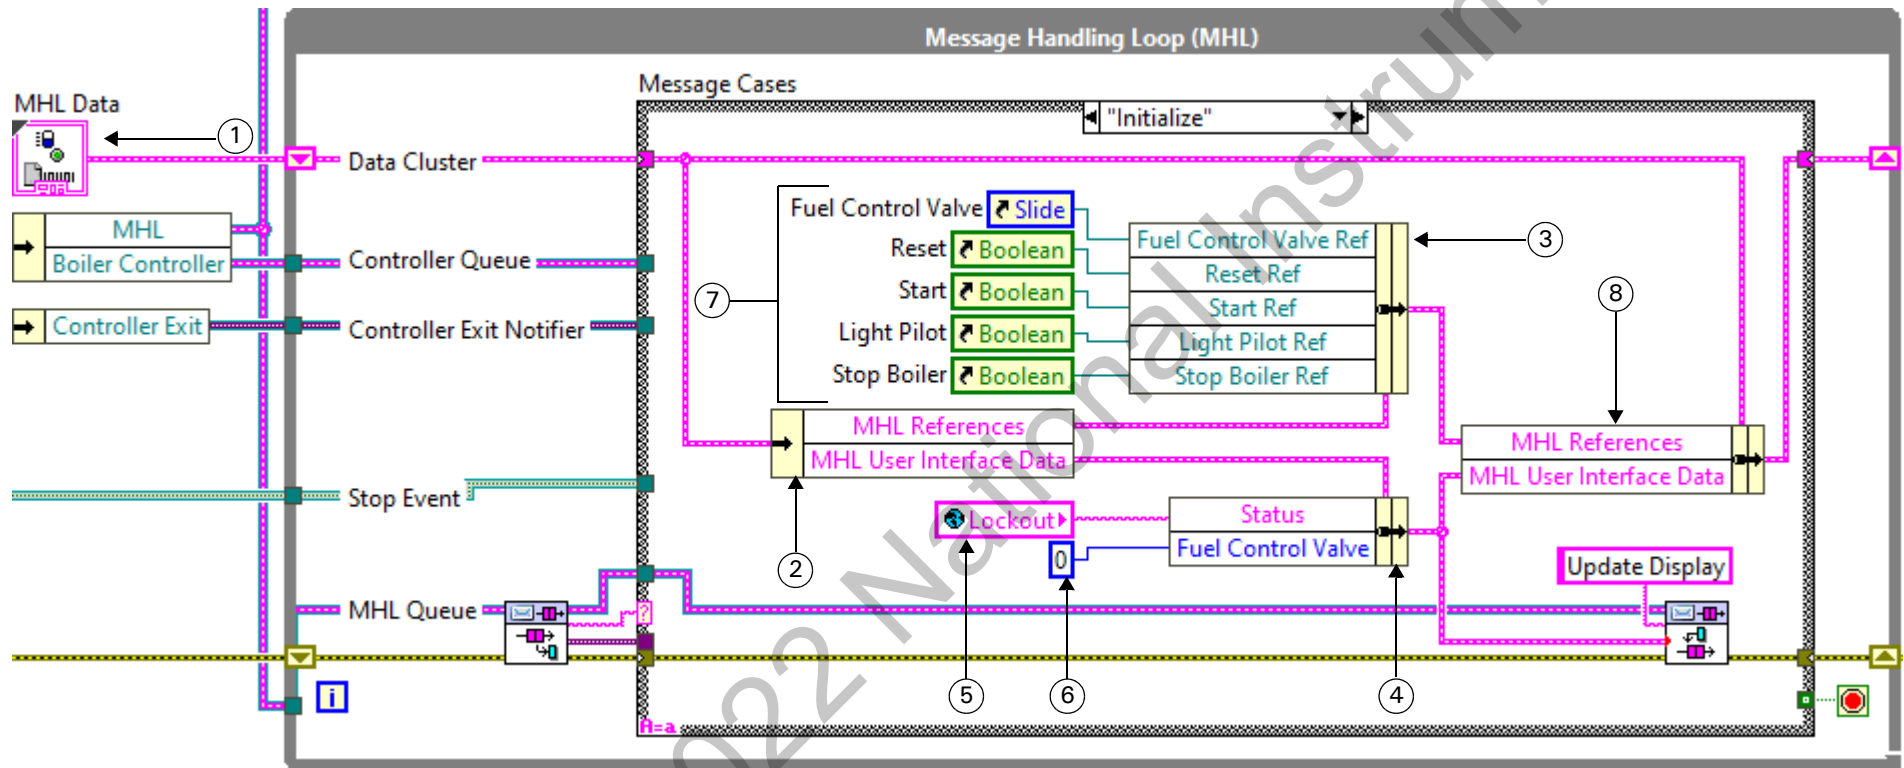 Message Handling Loop (MHL)
Message Cases
"Initialize"
MHL Data
1
Data Cluster
MHL
Boiler Controller
Controller Queue
Controller Exit
Controller Exit Notifier
7
Fuel Control Valve
Slide
Reset
Boolean
Start
Boolean
Light Pilot
Boolean
Stop Boiler
Boolean
Fuel Control Valve Ref
Reset Ref
Start Ref
Light Pilot Ref
Stop Boiler Ref
3
8
MHL References
MHL User Interface Data
2
MHL References
MHL User Interface Data
Stop Event
Lockout
0
Status
Fuel Control Valve
5
6
4
Update Display
MHL Queue
?
i
A=a
022 National Instrum